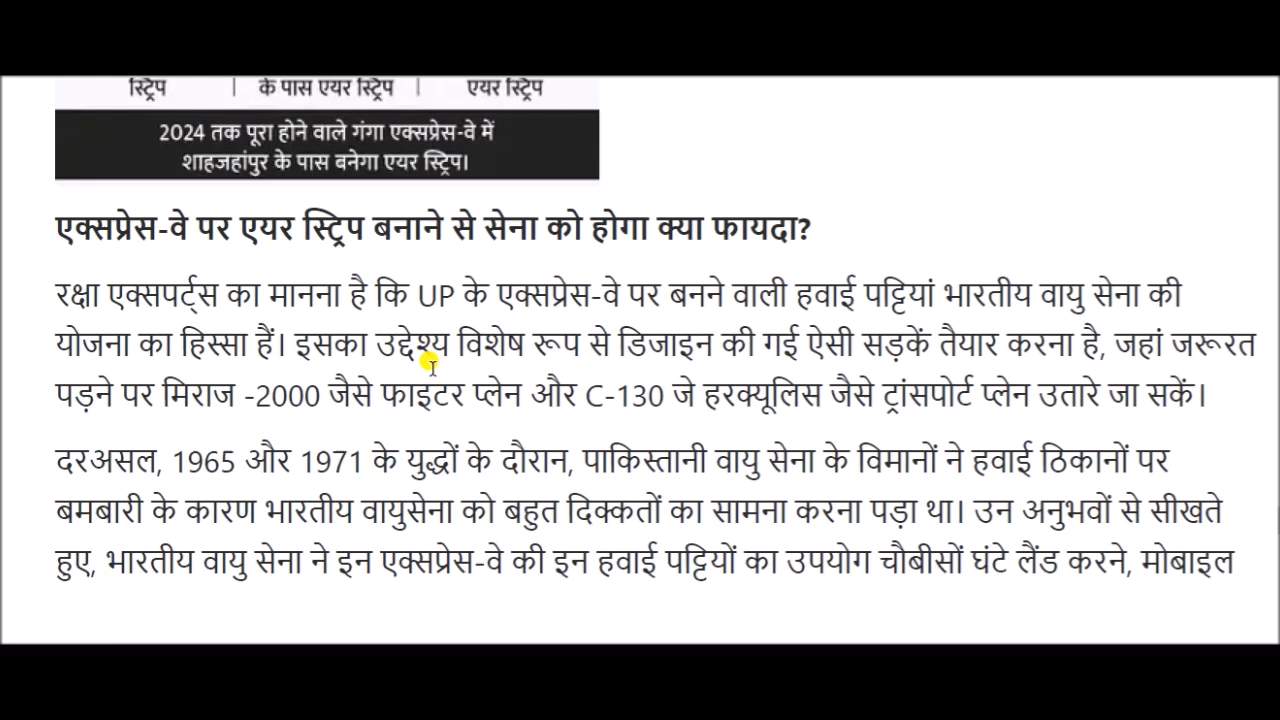 स्ट्रिप | के पास एयर स्ट्रिप | एयर स्ट्रिप
2024 तक पूरा होने वाले गंगा एक्सप्रेस-वे में
शाहजहांपुर के पास बनेगा एयर स्ट्रिप।
एक्सप्रेस-वे पर एयर स्ट्रिप बनाने से सेना को होगा क्या फायदा?
रक्षा एक्सपर्ट्स का मानना है कि UP के एक्सप्रेस-वे पर बनने वाली हवाई पट्टियां भारतीय वायु सेना की
योजना का हिस्सा हैं। इसका उद्देश्य विशेष रूप से डिजाइन की गई ऐसी सड़कें तैयार करना है, जहां जरूरत
पड़ने पर मिराज -2000 जैसे फाइटर प्लेन और C-130 जे हरक्यूलिस जैसे ट्रांसपोर्ट प्लेन उतारे जा सकें।
दरअसल, 1965 और 1971 के युद्धों के दौरान, पाकिस्तानी वायु सेना के विमानों ने हवाई ठिकानों पर
बमबारी के कारण भारतीय वायुसेना को बहुत दिक्कतों का सामना करना पड़ा था। उन अनुभवों से सीखते
हुए, भारतीय वायु सेना ने इन एक्सप्रेस-वे की इन हवाई पट्टियों का उपयोग चौबीसों घंटे लैंड करने, मोबाइल